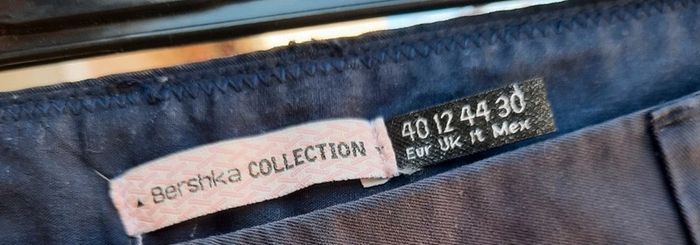 Bershka COLLECTION
40 12 44 30
Eur UK It Mex